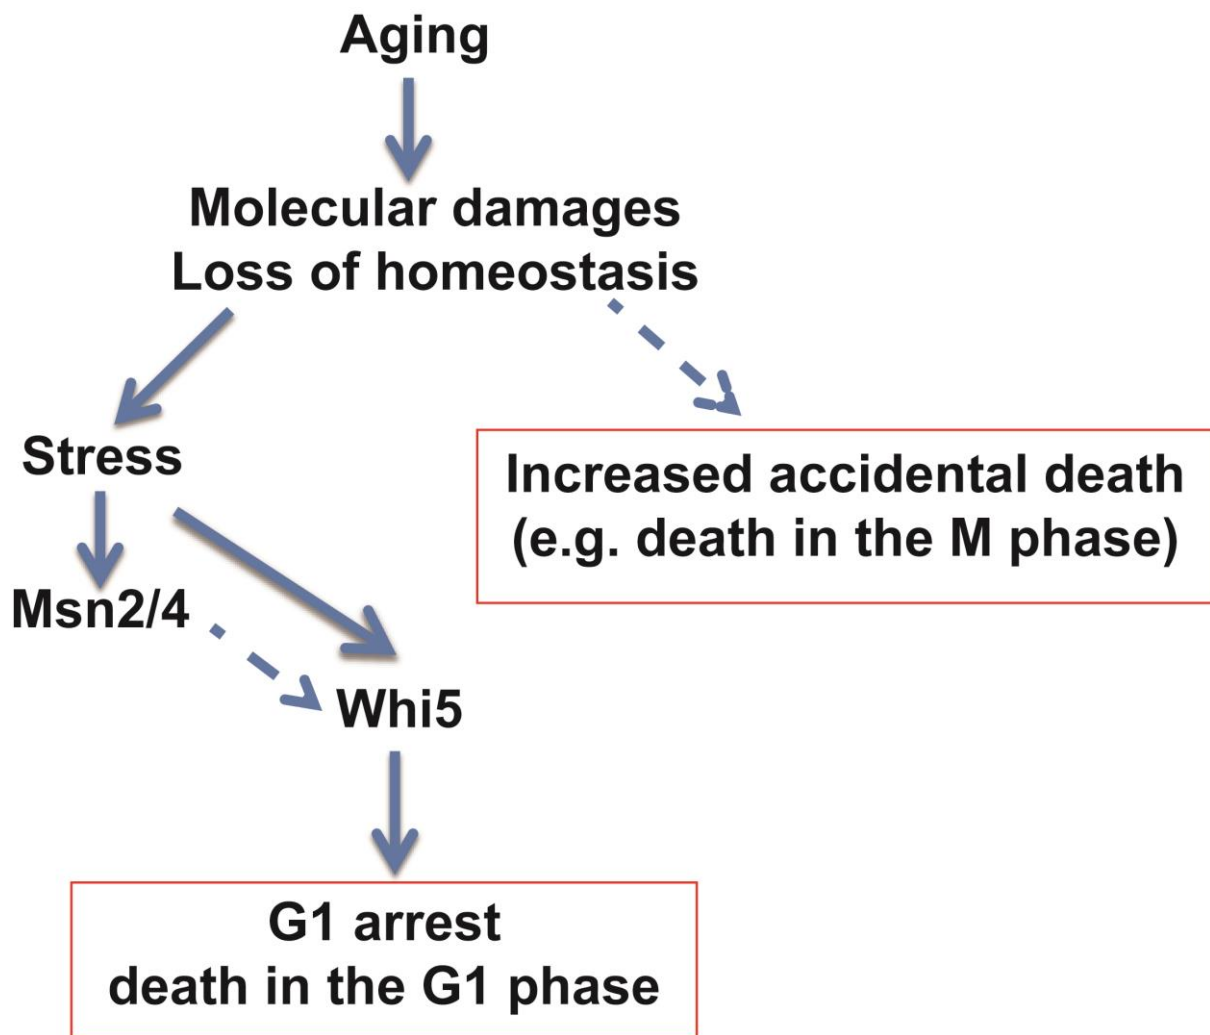 Aging
Molecular damages
Loss of homeostasis
Stress
Increased accidental death
(e.g. death in the M phase)
Msn2/4
Whi5
G1 arrest
death in the G1 phase